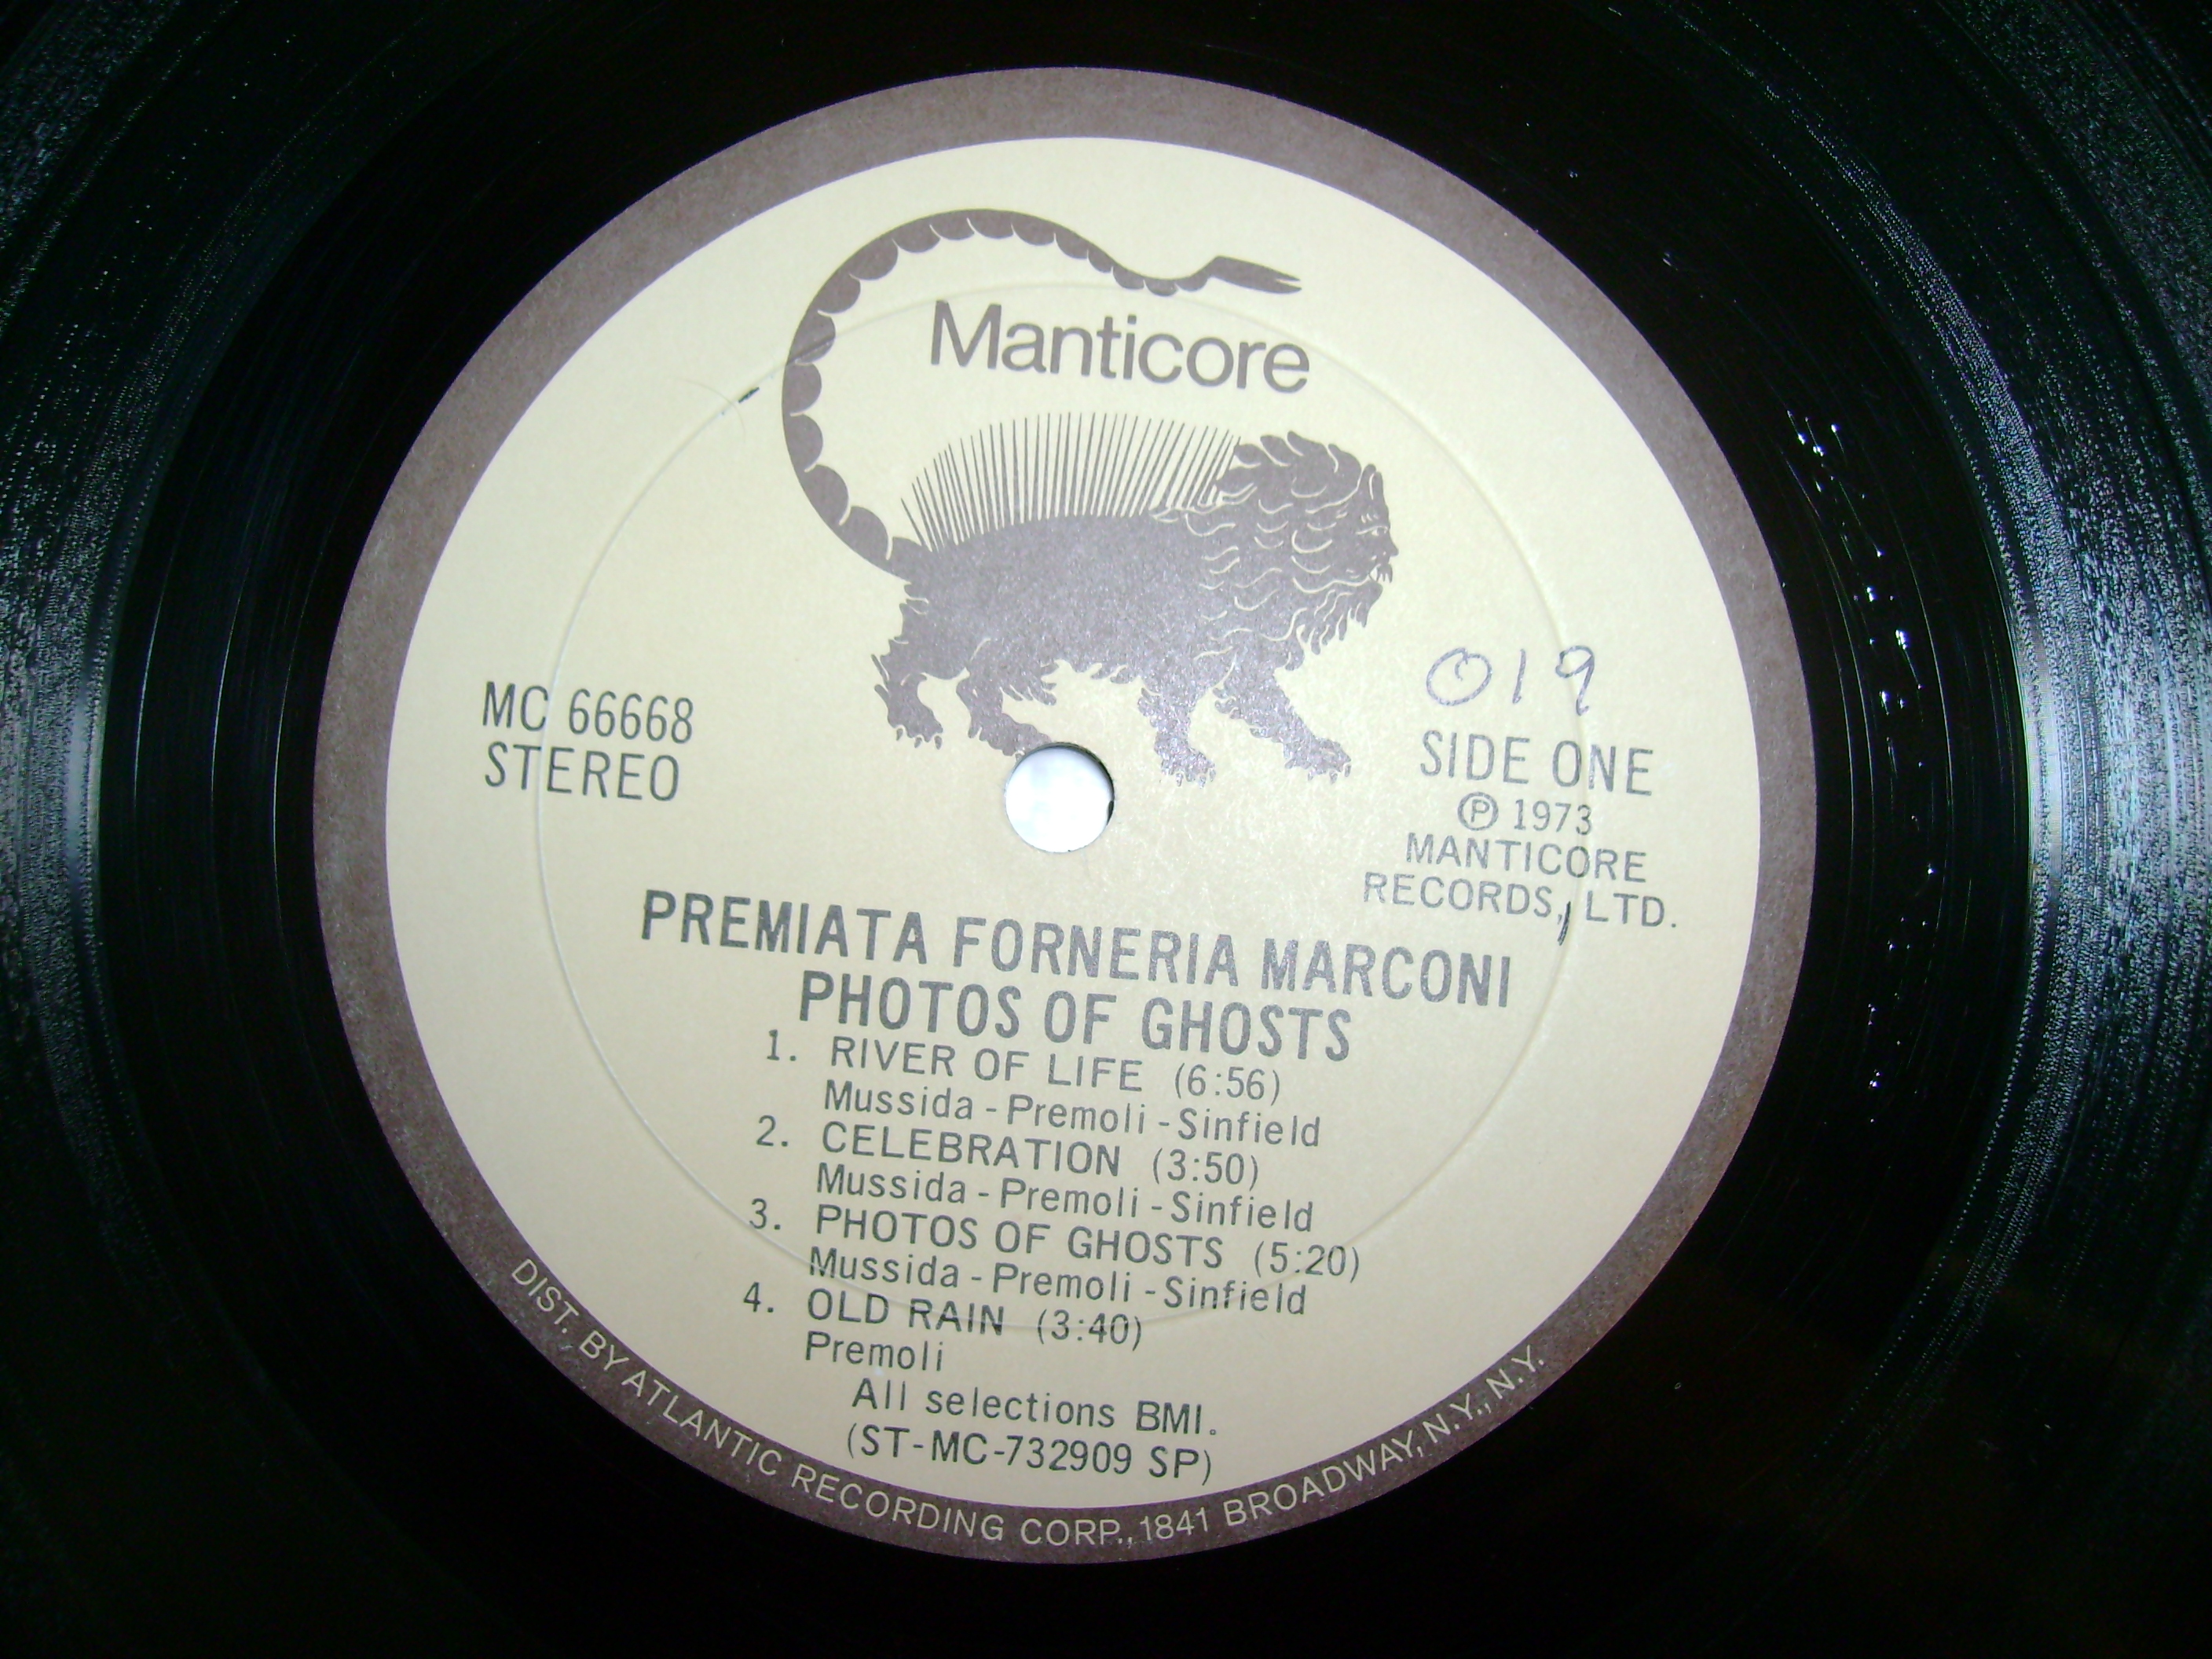 Manticore
MC 66668
STEREO
019
SIDE ONE
Ⓟ 1973
MANTICORE
RECORDS, LTD.
PREMIATA FORNERIA MARCONI
PHOTOS OF GHOSTS
1. RIVER OF LIFE (6:56)
Mussida - Premoli - Sinfield
2. CELEBRATION (3:50)
Mussida - Premoli - Sinfield
3. PHOTOS OF GHOSTS (5:20)
Mussida - Premoli - Sinfield
4. OLD RAIN (3:40)
Premoli
All selections BMI.
(ST-MC-732909 SP)
DIST. BY ATLANTIC RECORDING CORP., 1841 BROADWAY, N.Y., N.Y.